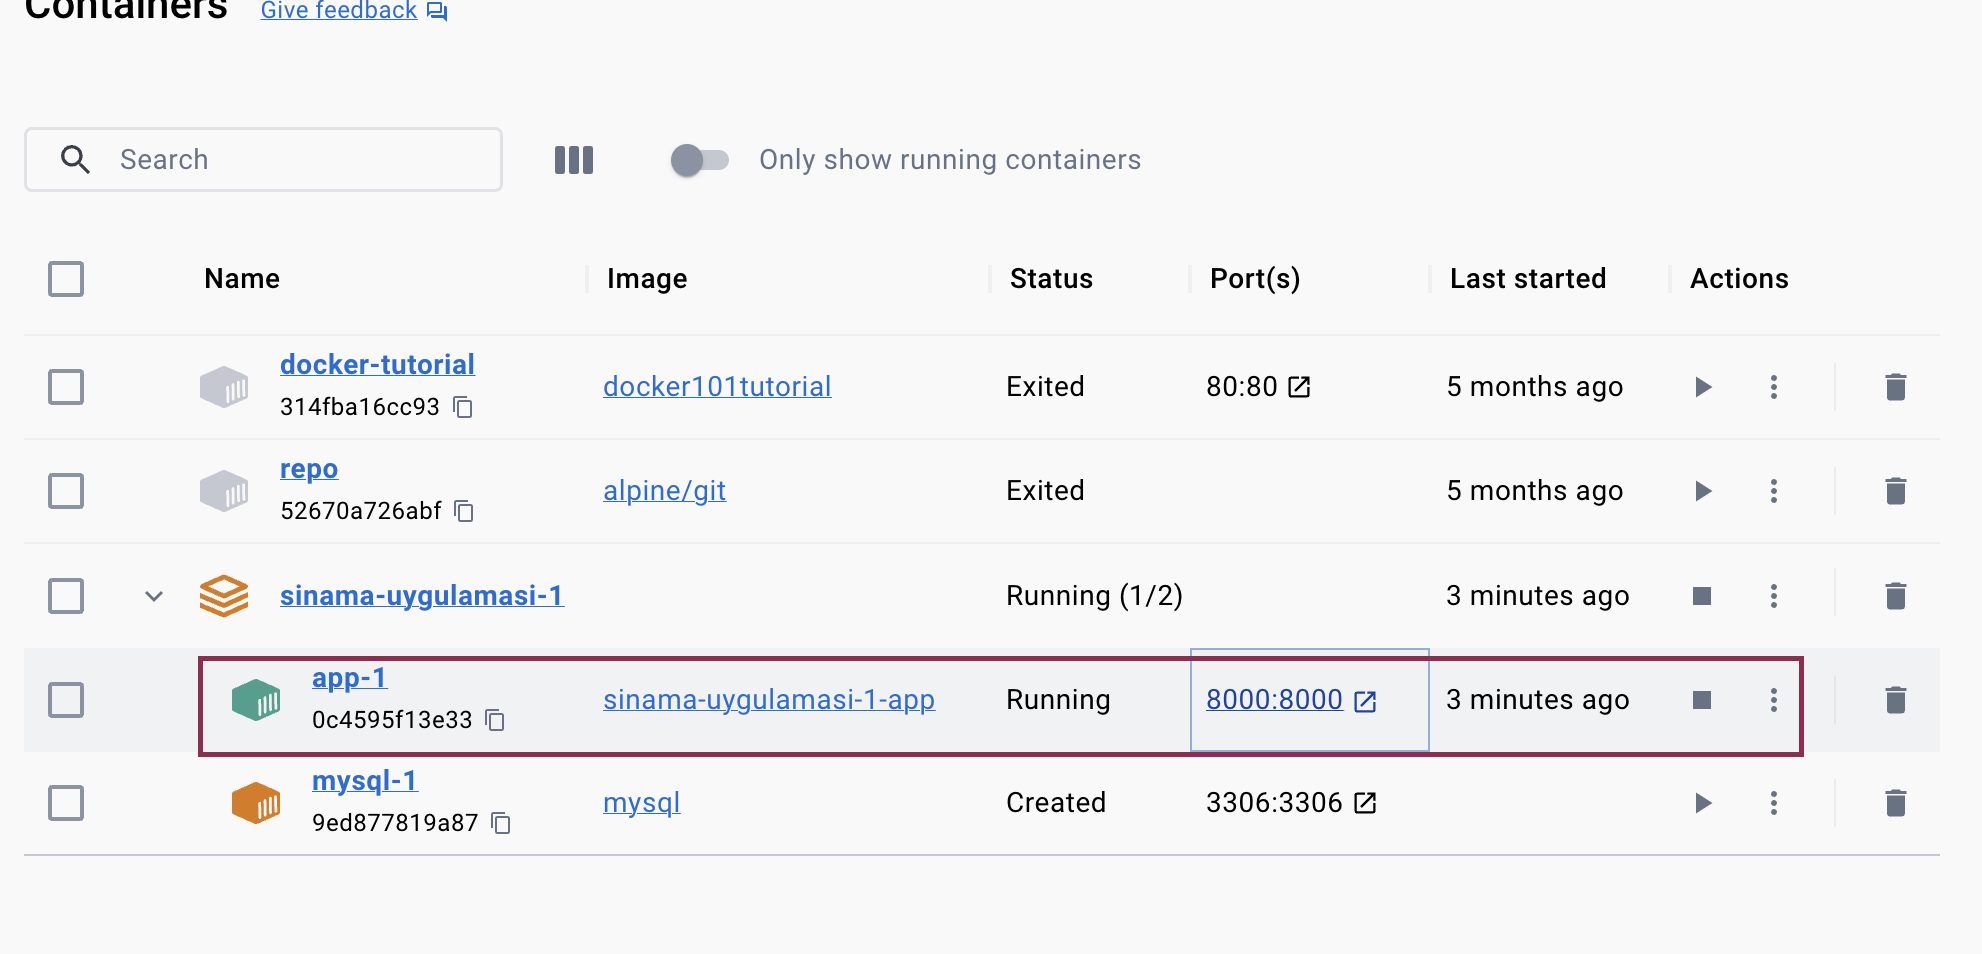 Containers Give feedback
Search Only show running containers
Name Image Status Port(s) Last started Actions
docker-tutorial
314fba16cc93 docker101tutorial Exited 80:80 5 months ago
repo
52670a726abf alpine/git Exited 5 months ago
sinama-uygulamasi-1 Running (1/2) 3 minutes ago
app-1
0c4595f13e33 sinama-uygulamasi-1-app Running 8000:8000 3 minutes ago
mysql-1
9ed877819a87 mysql Created 3306:3306